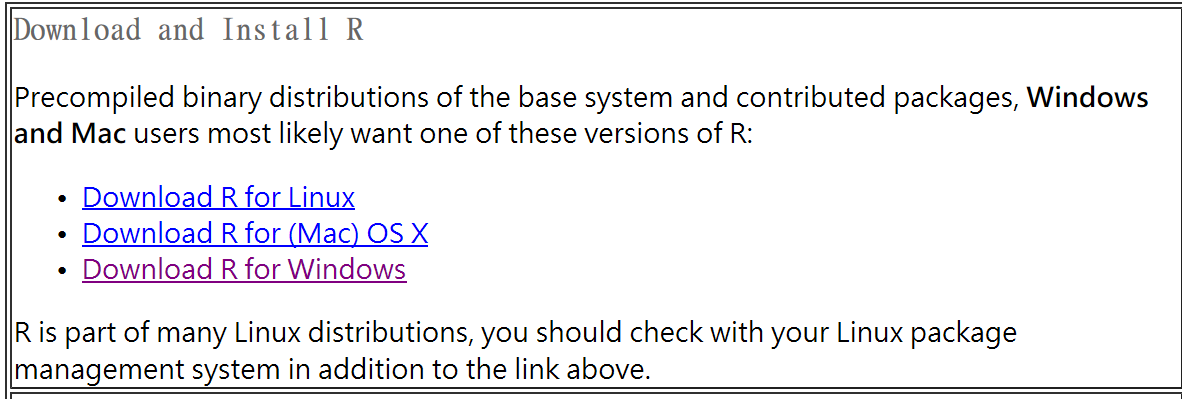 Download and Install R
Precompiled binary distributions of the base system and contributed packages, Windows
and Mac users most likely want one of these versions of R:
• Download R for Linux
• Download R for (Mac) OS X
• Download R for Windows
R is part of many Linux distributions, you should check with your Linux package
management system in addition to the link above.